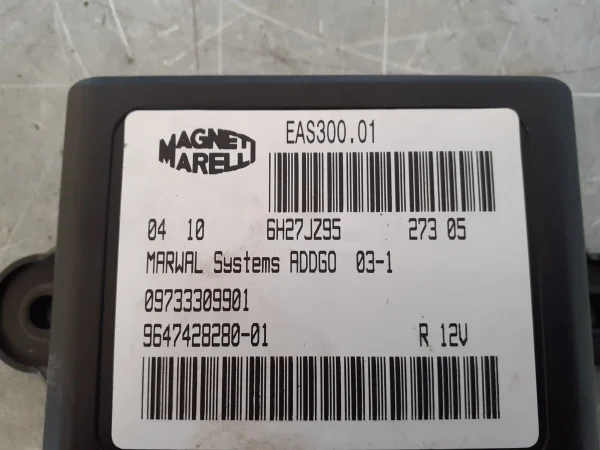 MAGNETI MARELLI
EAS300.01
04 10 6H27JZ95 273 05
MARWAL Systems ADDGO 03-1
09733309901
9647428280-01 R 12V